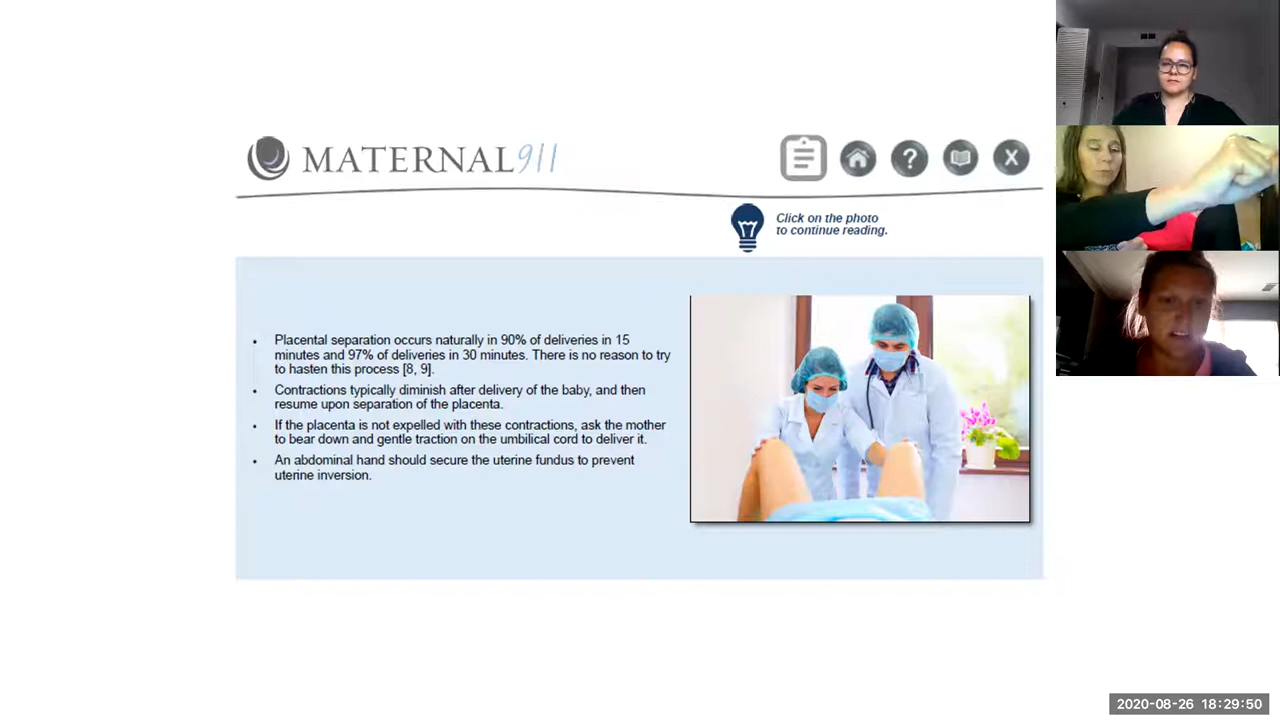 MATERNAL911
?
X
Click on the photo
to continue reading.
• Placental separation occurs naturally in 90% of deliveries in 15
minutes and 97% of deliveries in 30 minutes. There is no reason to try
to hasten this process [8, 9].
• Contractions typically diminish after delivery of the baby, and then
resume upon separation of the placenta.
• If the placenta is not expelled with these contractions, ask the mother
to bear down and gentle traction on the umbilical cord to deliver it.
• An abdominal hand should secure the uterine fundus to prevent
uterine inversion.
2020-08-26 18:29:50